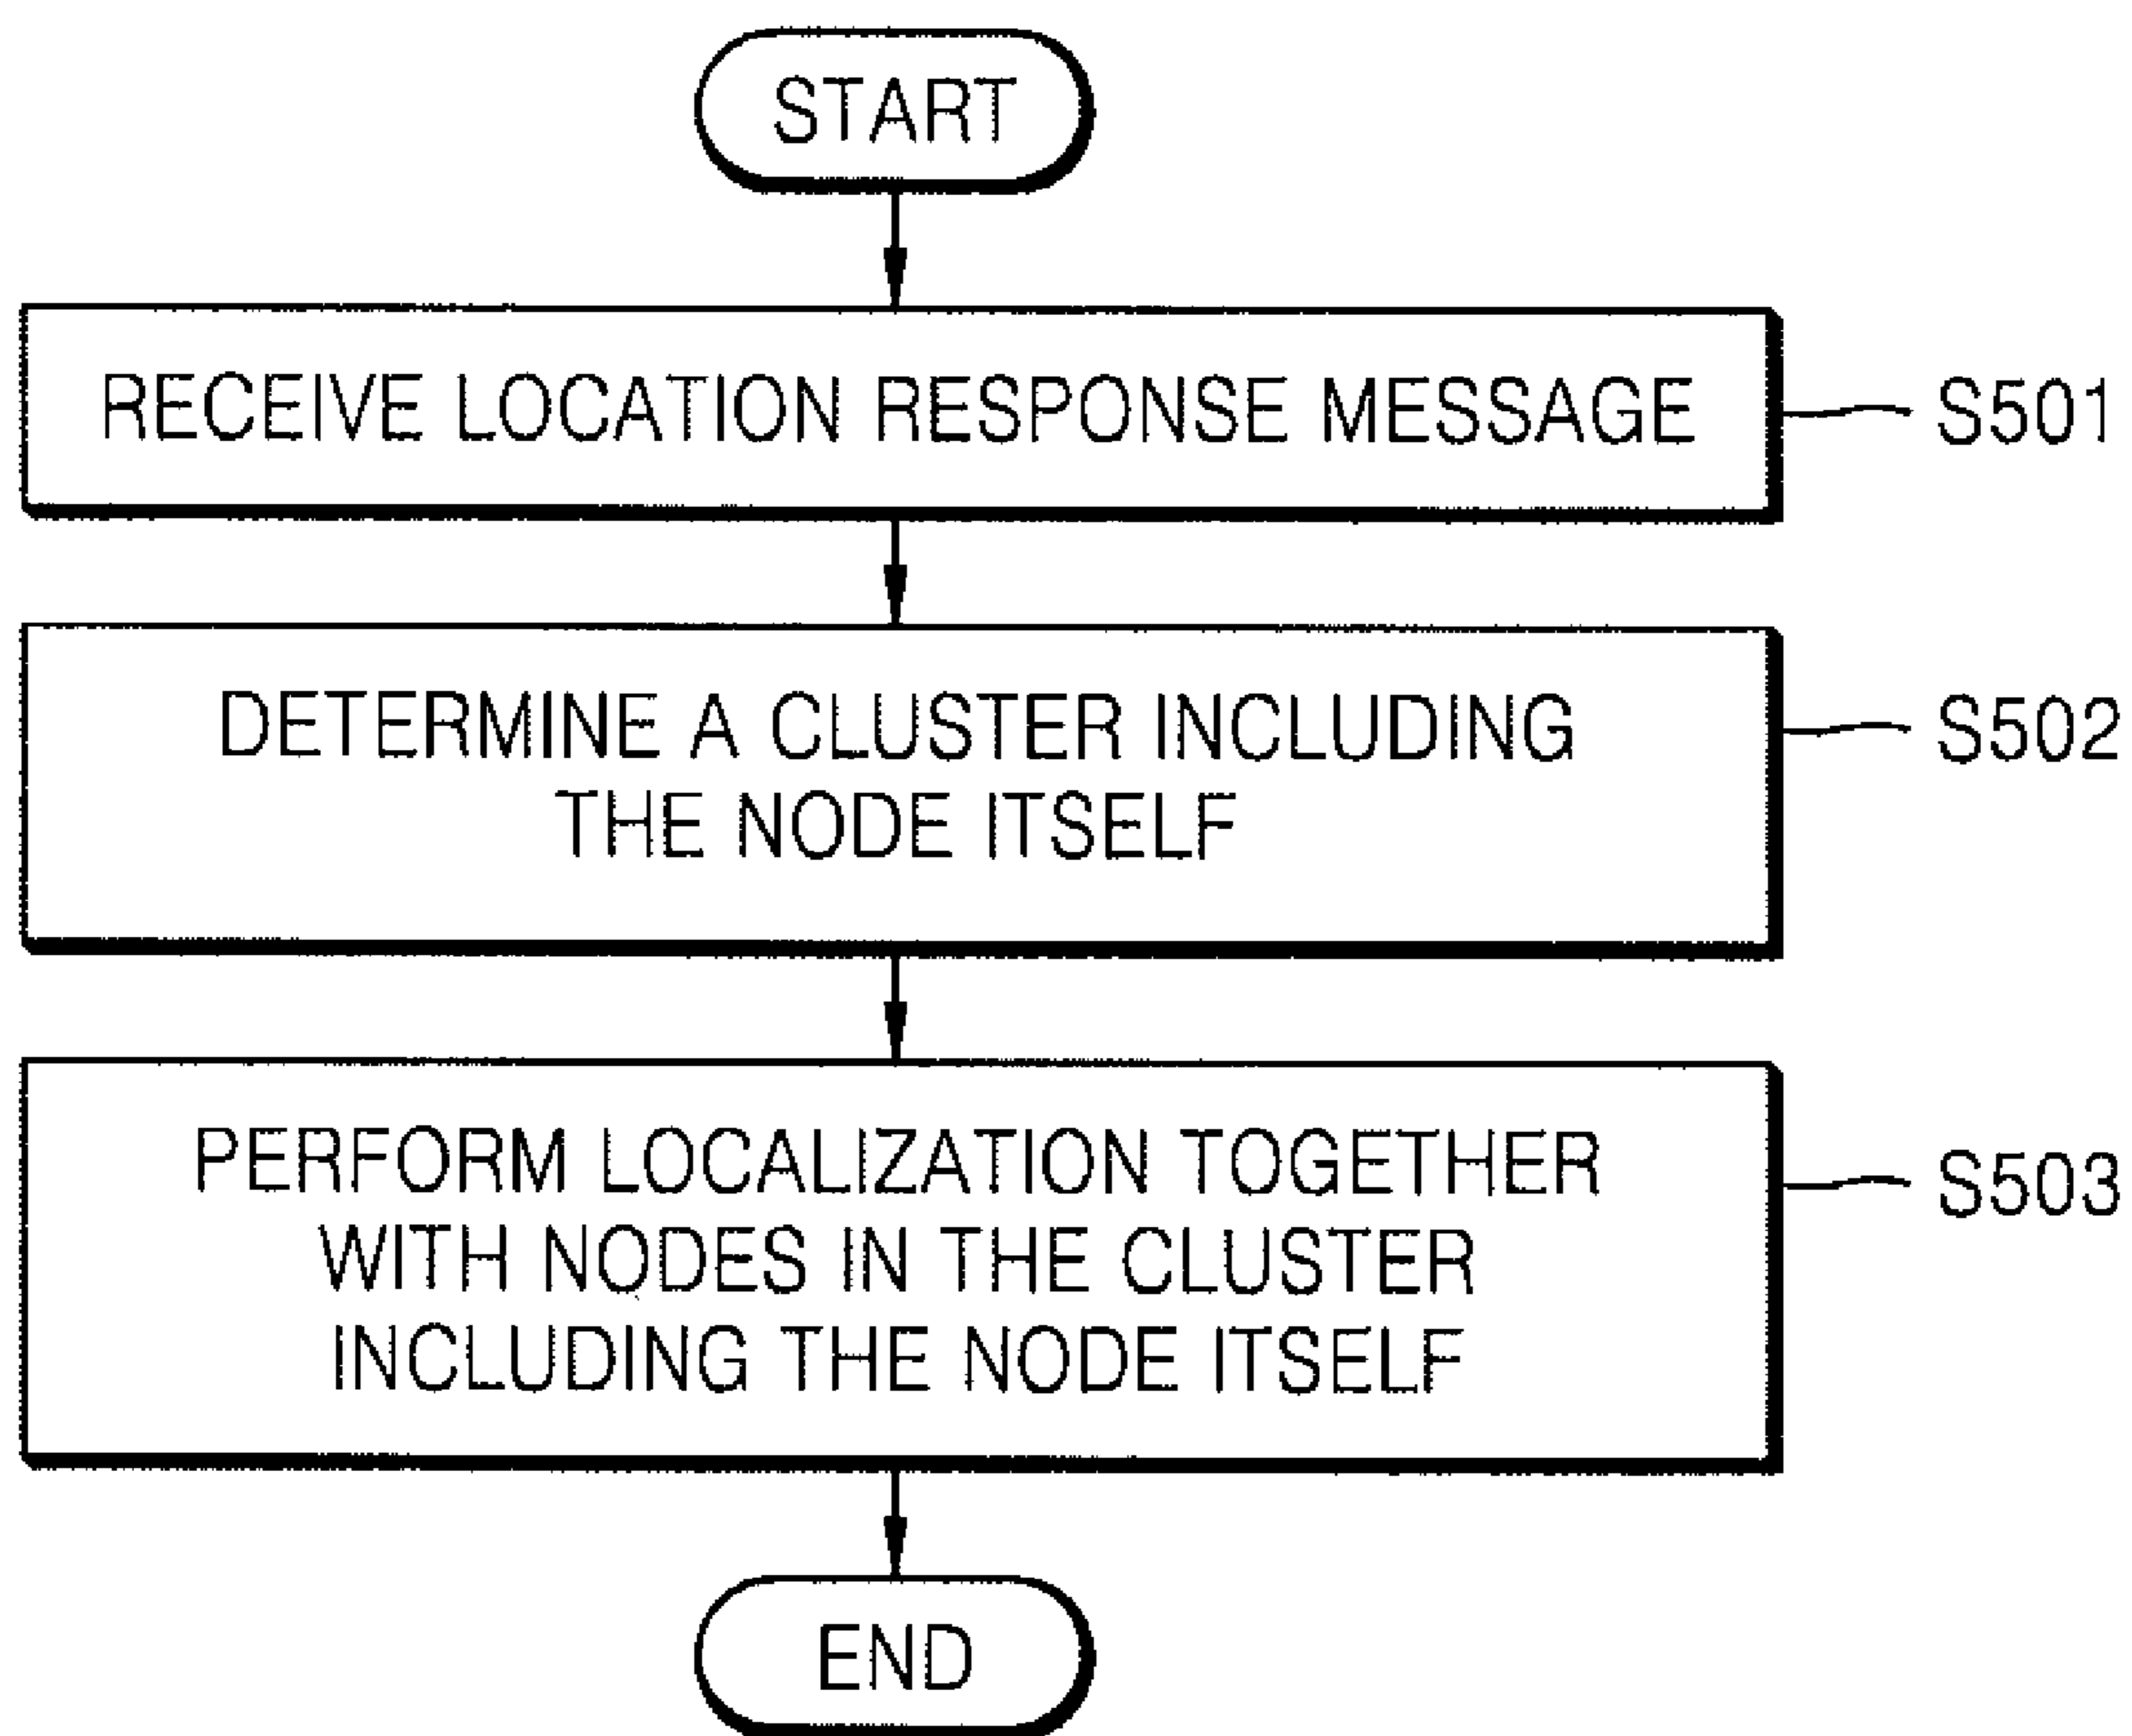 START
RECEIVE LOCATION RESPONSE MESSAGE
S501
DETERMINE A CLUSTER INCLUDING
THE NODE ITSELF
S502
PERFORM LOCALIZATION TOGETHER
WITH NODES IN THE CLUSTER
INCLUDING THE NODE ITSELF
S503
END